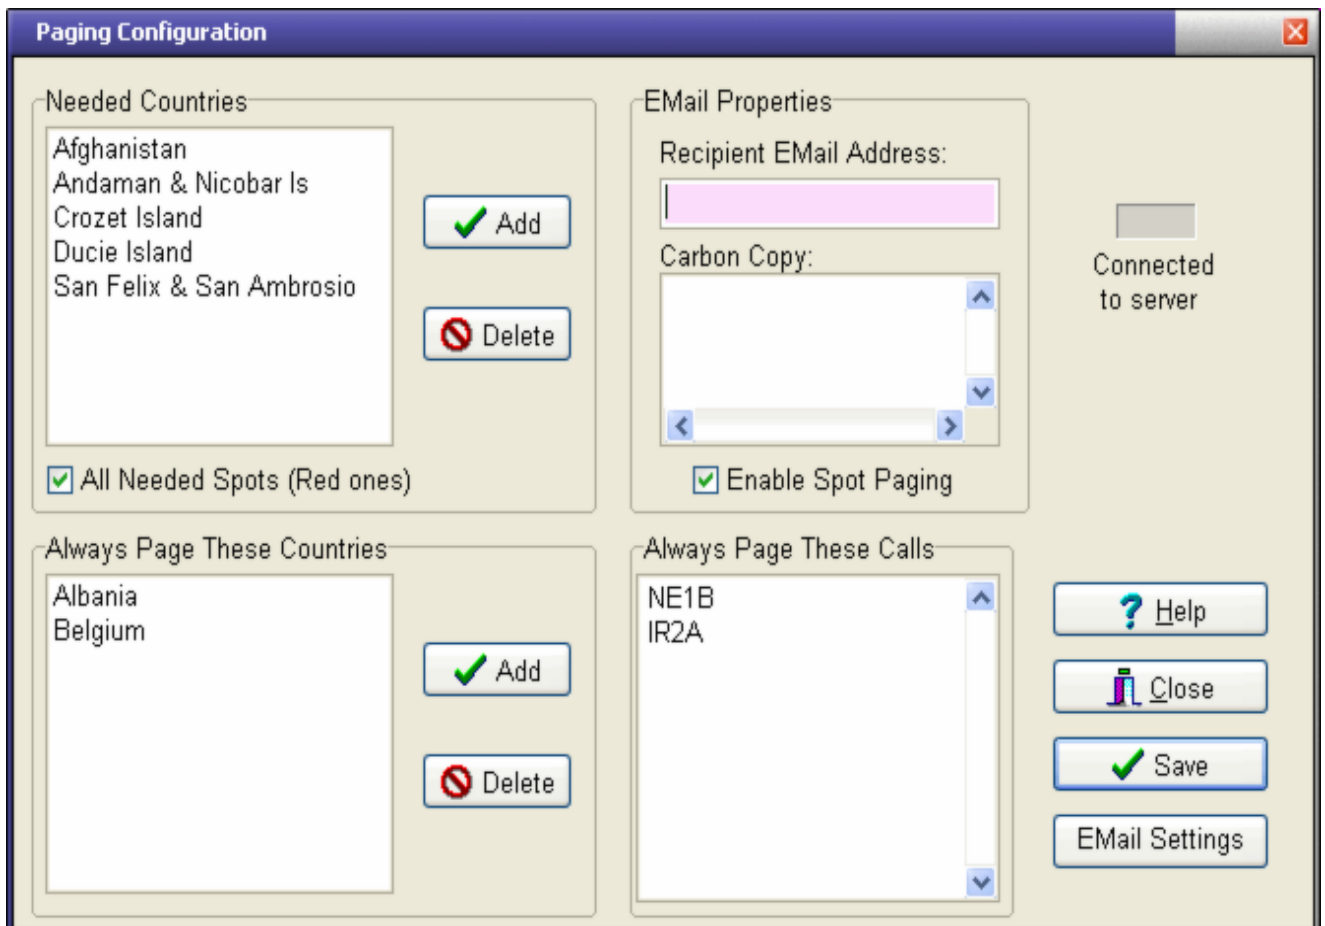 Paging Configuration
Needed Countries
Afghanistan
Andaman & Nicobar Is
Crozet Island
Ducie Island
San Felix & San Ambrosio
Add
Delete
All Needed Spots (Red ones)
EMail Properties
Recipient EMail Address:
Carbon Copy:
Enable Spot Paging
Connected
to server
Always Page These Countries
Albania
Belgium
Add
Delete
Always Page These Calls
NE1B
IR2A
Help
Close
Save
EMail Settings